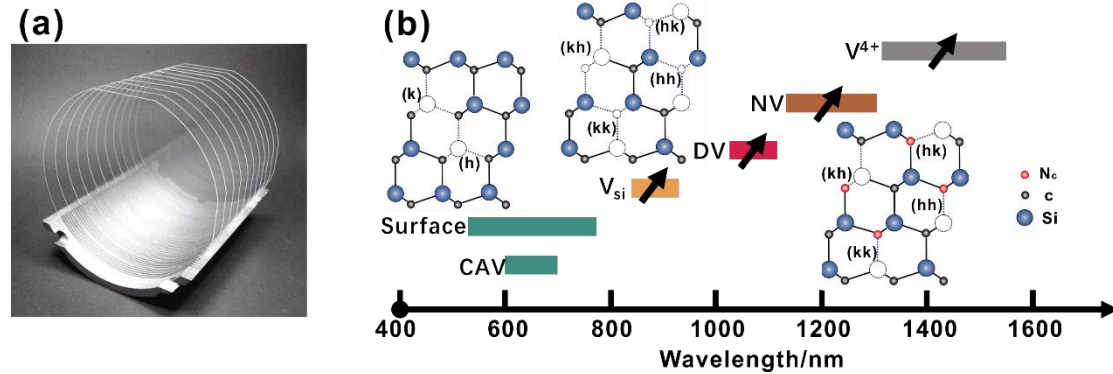 (a)
(b)
(k)
(h)
(hk)
(kh)
(hh)
(kk)
V4+
NV
DV
Vsi
Surface
CAV
(hk)
(kh)
(hh)
(kk)
Nc
c
Si
400 600 800 1000 1200 1400 1600
Wavelength/nm